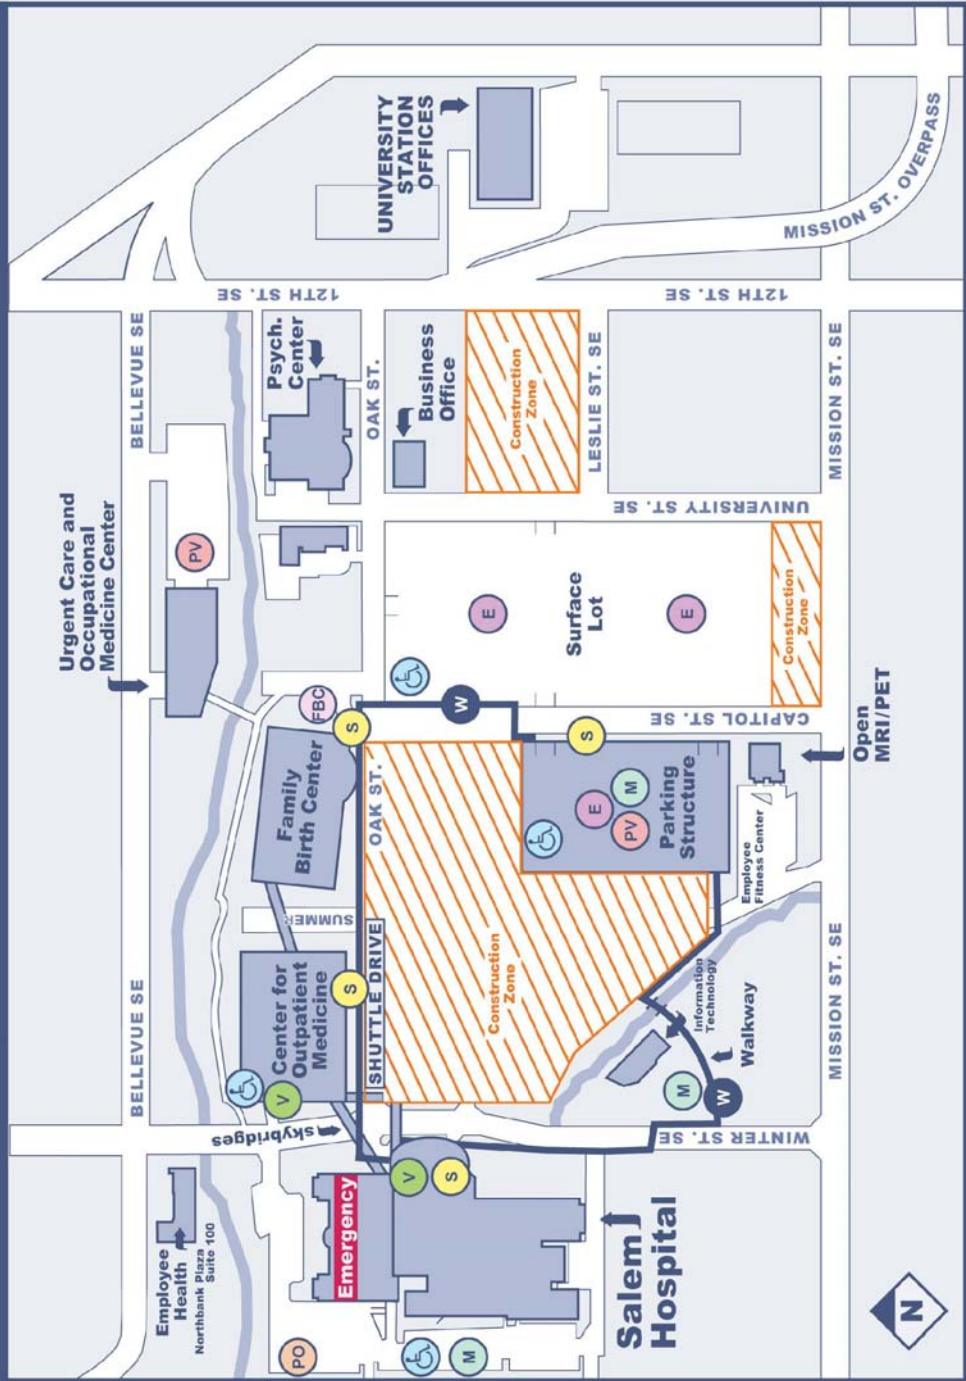 Employee
Health
Northbank Plaza
Suite 100
BELLEVUE SE
BELLEVUE SE
Urgent Care and
Occupational
Medicine Center
PV
skybridges
Center for
Outpatient
Medicine
V
S
SUMMER
Family
Birth Center
FBC
S
Psych.
Center
12TH ST. SE
UNIVERSITY
STATION
OFFICES
PO
Emergency
SHUTTLE DRIVE
OAK ST.
OAK ST.
Business
Office
M
V
S
W
E
Construction
Zone
Construction
Zone
Surface
Lot
S
E
M
PV
Parking
Structure
E
LESLIE ST. SE
UNIVERSITY ST. SE
12TH ST. SE
CAPITOL ST. SE
WINTER ST. SE
Salem
Hospital
M
W
Information
Technology
Walkway
Employee
Fitness Center
Construction
Zone
MISSION ST. SE
MISSION ST. SE
MISSION ST. OVERPASS
Open
MRI/PET
N